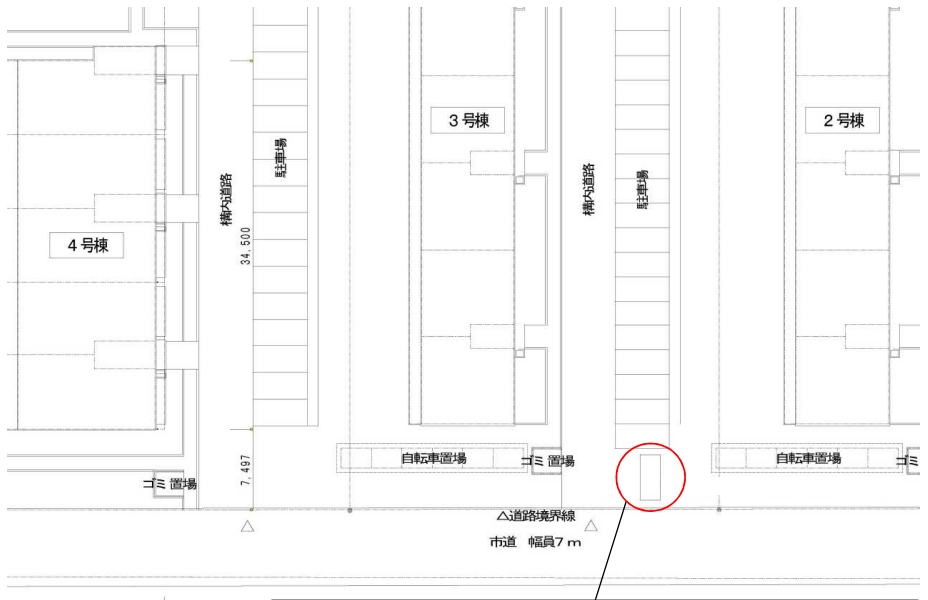 3 号棟
2 号棟
駐車場
駐車場
構内道路
構内道路
4 号棟
34,500
自転車置場
ゴミ 置場
自転車置場
ゴミ
7,497
ゴミ 置場
△道路境界線
市道 幅員7 m